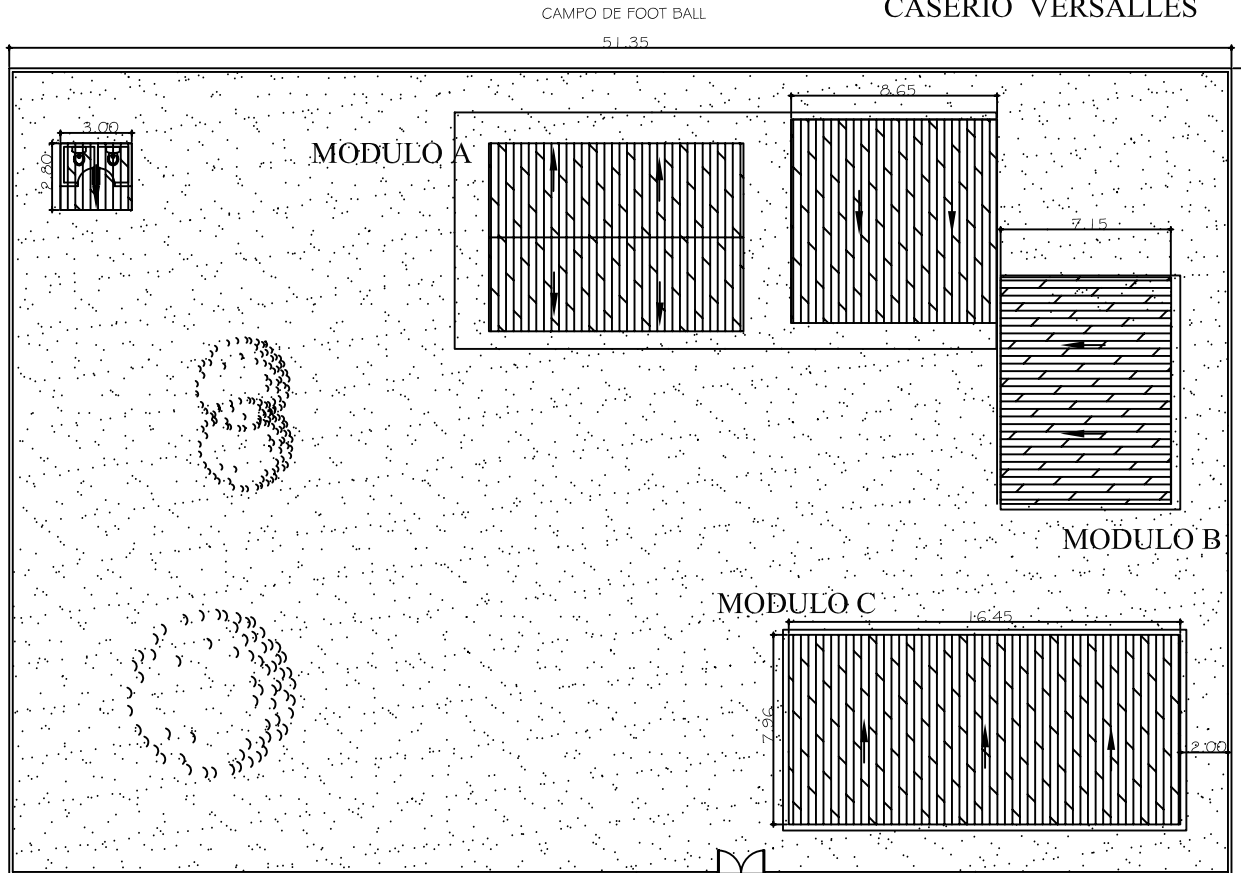 CAMPO DE FOOT BALL
CASERIO VERSALLES
51.35
8.65
3.00
MODULO A
2.80
7.15
MODULO B
MODULO C
16.45
7.96
2.00